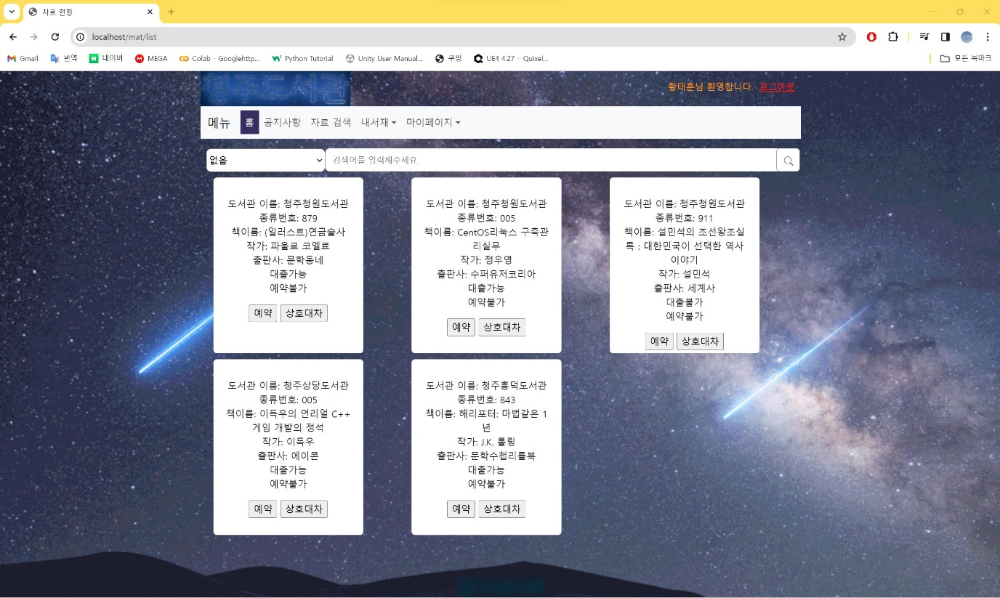 자료 현황
localhost/mat/list
Gmail 번역 네이버 MEGA Colab - Googlehttp... Python Tutorial Unity User Manual... 쿠팡 UE4 4.27 – Quixel... 모든 북마크
청주도서관
황태훈님 환영합니다. 로그아웃
메뉴 홈 공지사항 자료 검색 내서재 마이페이지
없음 검색어를 입력해주세요.
도서관 이름: 청주청원도서관
종류번호: 879
책이름: (일러스트)연금술사
작가: 파울로 코엘료
출판사: 문학동네
대출가능
예약불가
예약 상호대차
도서관 이름: 청주청원도서관
종류번호: 005
책이름: CentOS리눅스 구축관
리실무
작가: 정우영
출판사: 수퍼유저코리아
대출가능
예약불가
예약 상호대차
도서관 이름: 청주청원도서관
종류번호: 911
책이름: 설민석의 조선왕조실
록 : 대한민국이 선택한 역사
이야기
작가: 설민석
출판사: 세계사
대출불가
예약불가
예약 상호대차
도서관 이름: 청주상당도서관
종류번호: 005
책이름: 이득우의 언리얼 C++
게임 개발의 정석
작가: 이득우
출판사: 에이콘
대출가능
예약불가
예약 상호대차
도서관 이름: 청주흥덕도서관
종류번호: 843
책이름: 해리포터: 마법같은 1
년
작가: J.K. 롤링
출판사: 문학수첩리틀북
대출가능
예약불가
예약 상호대차